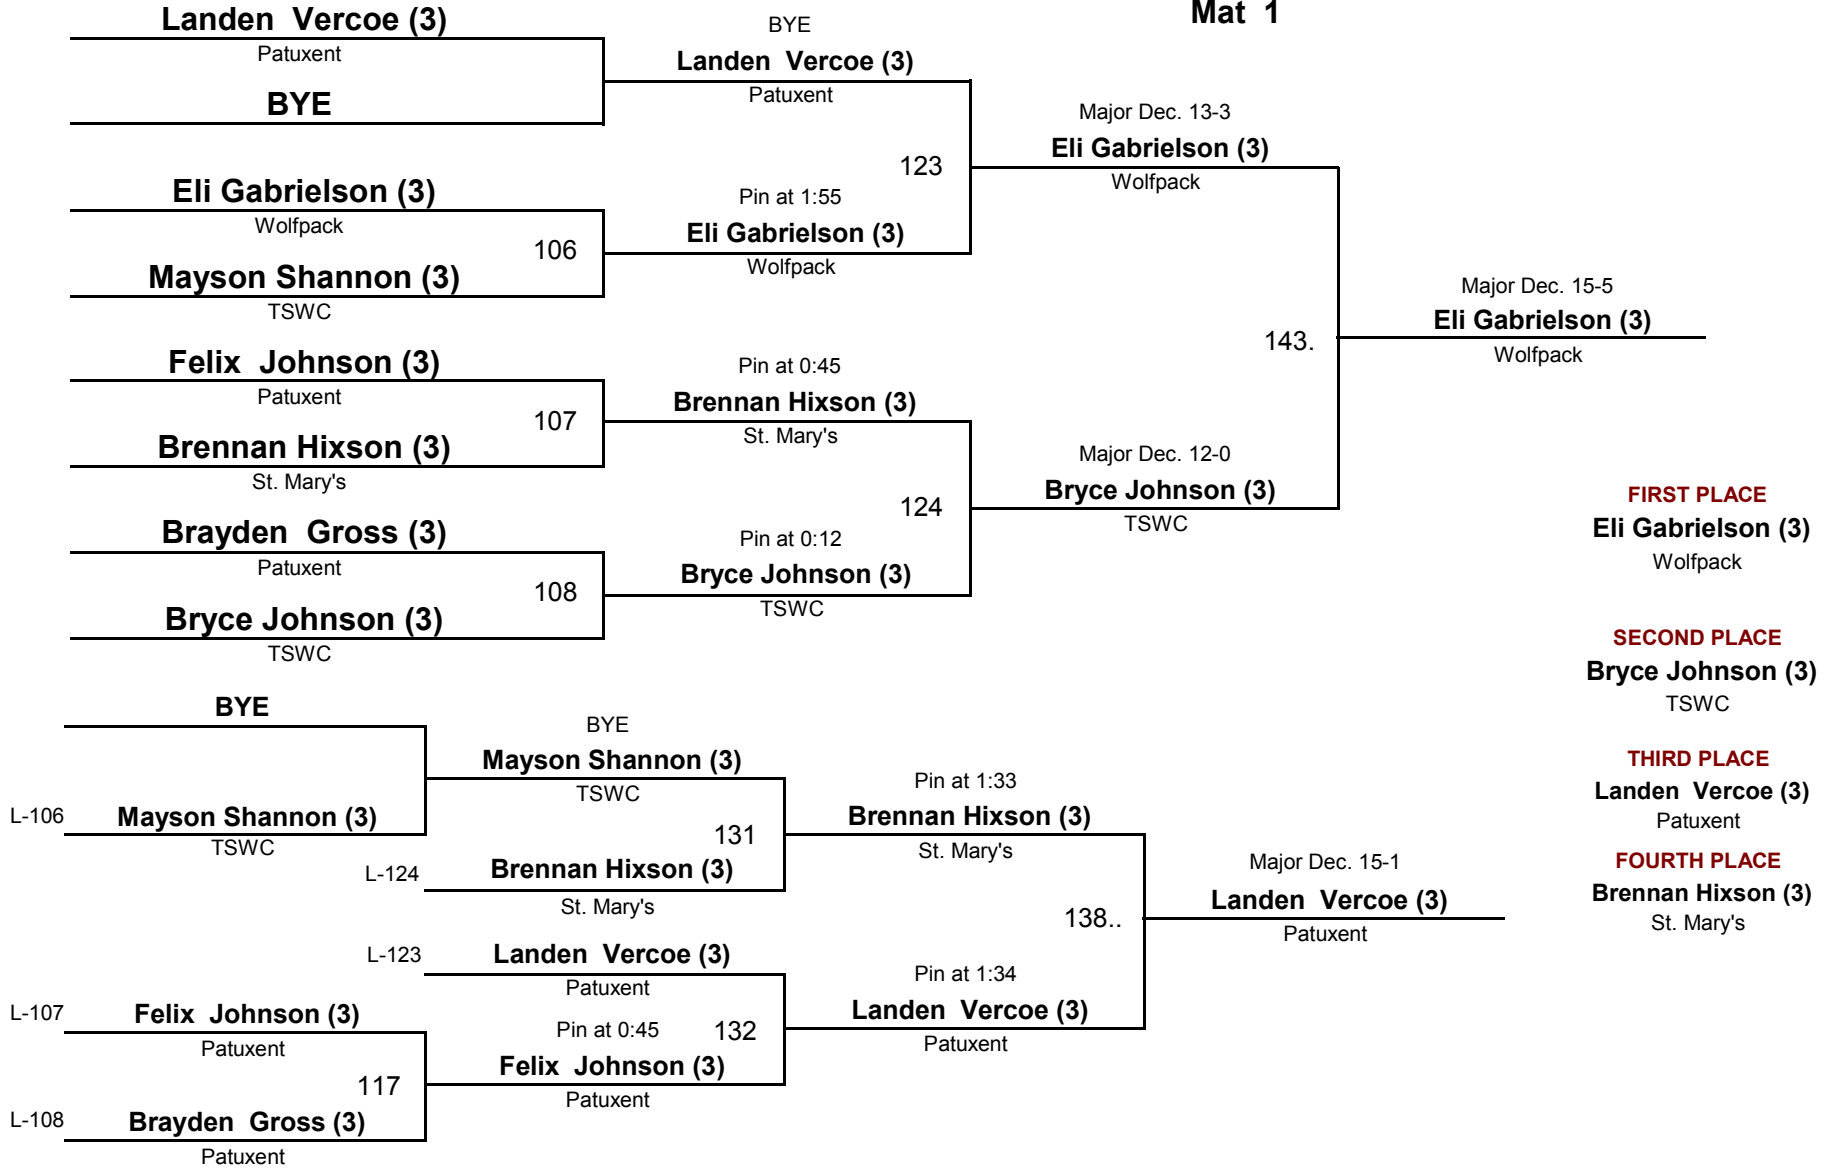 Mat 1
Landen Vercoe (3)
Patuxent
BYE
Eli Gabrielson (3)
Wolfpack
106
Mayson Shannon (3)
TSWC
Felix Johnson (3)
Patuxent
107
Brennan Hixson (3)
St. Mary's
Brayden Gross (3)
Patuxent
108
Bryce Johnson (3)
TSWC
BYE
Landen Vercoe (3)
Patuxent
123
Pin at 1:55
Eli Gabrielson (3)
Wolfpack
Pin at 0:45
Brennan Hixson (3)
St. Mary's
124
Pin at 0:12
Bryce Johnson (3)
TSWC
Major Dec. 13-3
Eli Gabrielson (3)
Wolfpack
143.
Major Dec. 12-0
Bryce Johnson (3)
TSWC
Major Dec. 15-5
Eli Gabrielson (3)
Wolfpack
BYE
L-106
Mayson Shannon (3)
TSWC
L-107
Felix Johnson (3)
Patuxent
117
L-108
Brayden Gross (3)
Patuxent
BYE
Mayson Shannon (3)
TSWC
131
L-124
Brennan Hixson (3)
St. Mary's
L-123
Landen Vercoe (3)
Patuxent
132
Pin at 0:45
Felix Johnson (3)
Patuxent
Pin at 1:33
Brennan Hixson (3)
St. Mary's
138..
Pin at 1:34
Landen Vercoe (3)
Patuxent
Major Dec. 15-1
Landen Vercoe (3)
Patuxent
FIRST PLACE
Eli Gabrielson (3)
Wolfpack
SECOND PLACE
Bryce Johnson (3)
TSWC
THIRD PLACE
Landen Vercoe (3)
Patuxent
FOURTH PLACE
Brennan Hixson (3)
St. Mary's